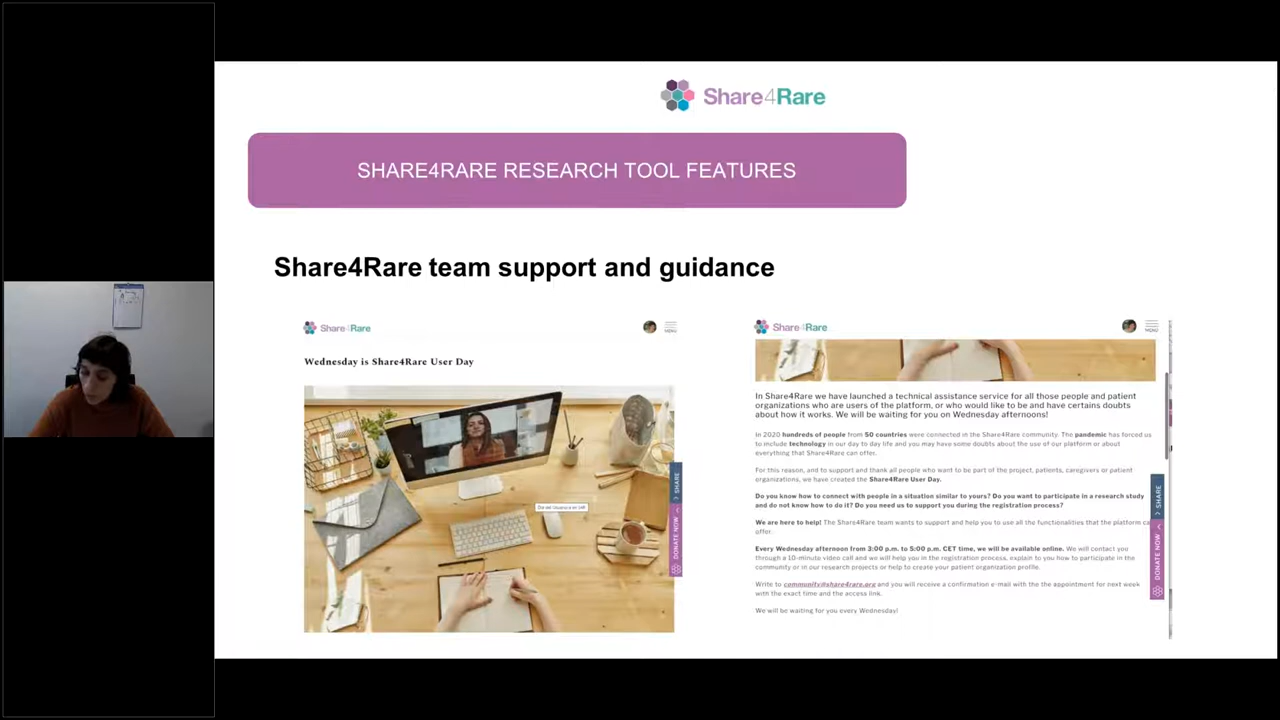 Share4Rare
SHARE4RARE RESEARCH TOOL FEATURES
Share4Rare team support and guidance
Share4Rare
MENU
Wednesday is Share4Rare User Day
SHARE
DONATE NOW
Share4Rare
MENU
In Share4Rare we have launched a technical assistance service for all those people and patient
organizations who are users of the platform, or who would like to be and have certains doubts
about how it works. We will be waiting for you on Wednesday afternoons!
In 2020 hundreds of people from 50 countries were connected in the Share4Rare community. The pandemic has forced us
to include technology in our day to day life and you may have some doubts about the use of our platform or about
everything that Share4Rare can offer.
For this reason, and to support and thank all people who want to be part of the project, patients, caregivers or patient
organizations, we have created the Share4Rare User Day.
Do you know how to connect with people in a situation similar to yours? Do you want to participate in a research study
and do not know how to do it? Do you need us to support you during the registration process?
We are here to help! The Share4Rare team wants to support and help you to use all the functionalities that the platform ca
offer.
Every Wednesday afternoon from 3:00 p.m. to 5:00 p.m. CET time, we will be available online. We will contact you
through a 10-minute video call and we will help you in the registration process, explain to you how to participate in the
community or in our research projects or help to create your patient organization profile.
Write to community@share4rare.org and you will receive a confirmation e-mail with the the appointment for next week
with the exact time and the access link.
We will be waiting for you every Wednesday!
SHARE
DONATE NOW